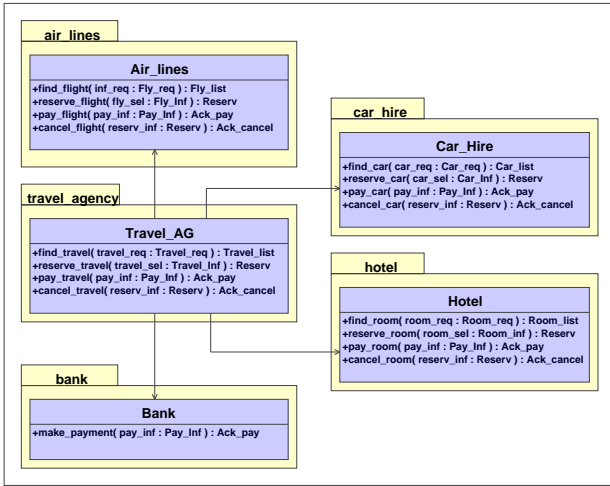 air_lines
Air_lines
+find_flight( inf_req : Fly_req ) : Fly_list
+reserve_flight( fly_sel : Fly_Inf ) : Reserv
+pay_flight( pay_inf : Pay_Inf ) : Ack_pay
+cancel_flight( reserv_inf : Reserv ) : Ack_cancel
car_hire
Car_Hire
+find_car( car_req : Car_req ) : Car_list
+reserve_car( car_sel : Car_Inf ) : Reserv
+pay_car( pay_inf : Pay_Inf ) : Ack_pay
+cancel_car( reserv_inf : Reserv ) : Ack_cancel
travel_agency
Travel_AG
+find_travel( travel_req : Travel_req ) : Travel_list
+reserve_travel( travel_sel : Travel_Inf ) : Reserv
+pay_travel( pay_inf : Pay_Inf ) : Ack_pay
+cancel_travel( reserv_inf : Reserv ) : Ack_cancel
hotel
Hotel
+find_room( room_req : Room_req ) : Room_list
+reserve_room( room_sel : Room_inf ) : Reserv
+pay_room( pay_inf : Pay_Inf ) : Ack_pay
+cancel_room( reserv_inf : Reserv ) : Ack_cancel
bank
Bank
+make_payment( pay_inf : Pay_Inf ) : Ack_pay